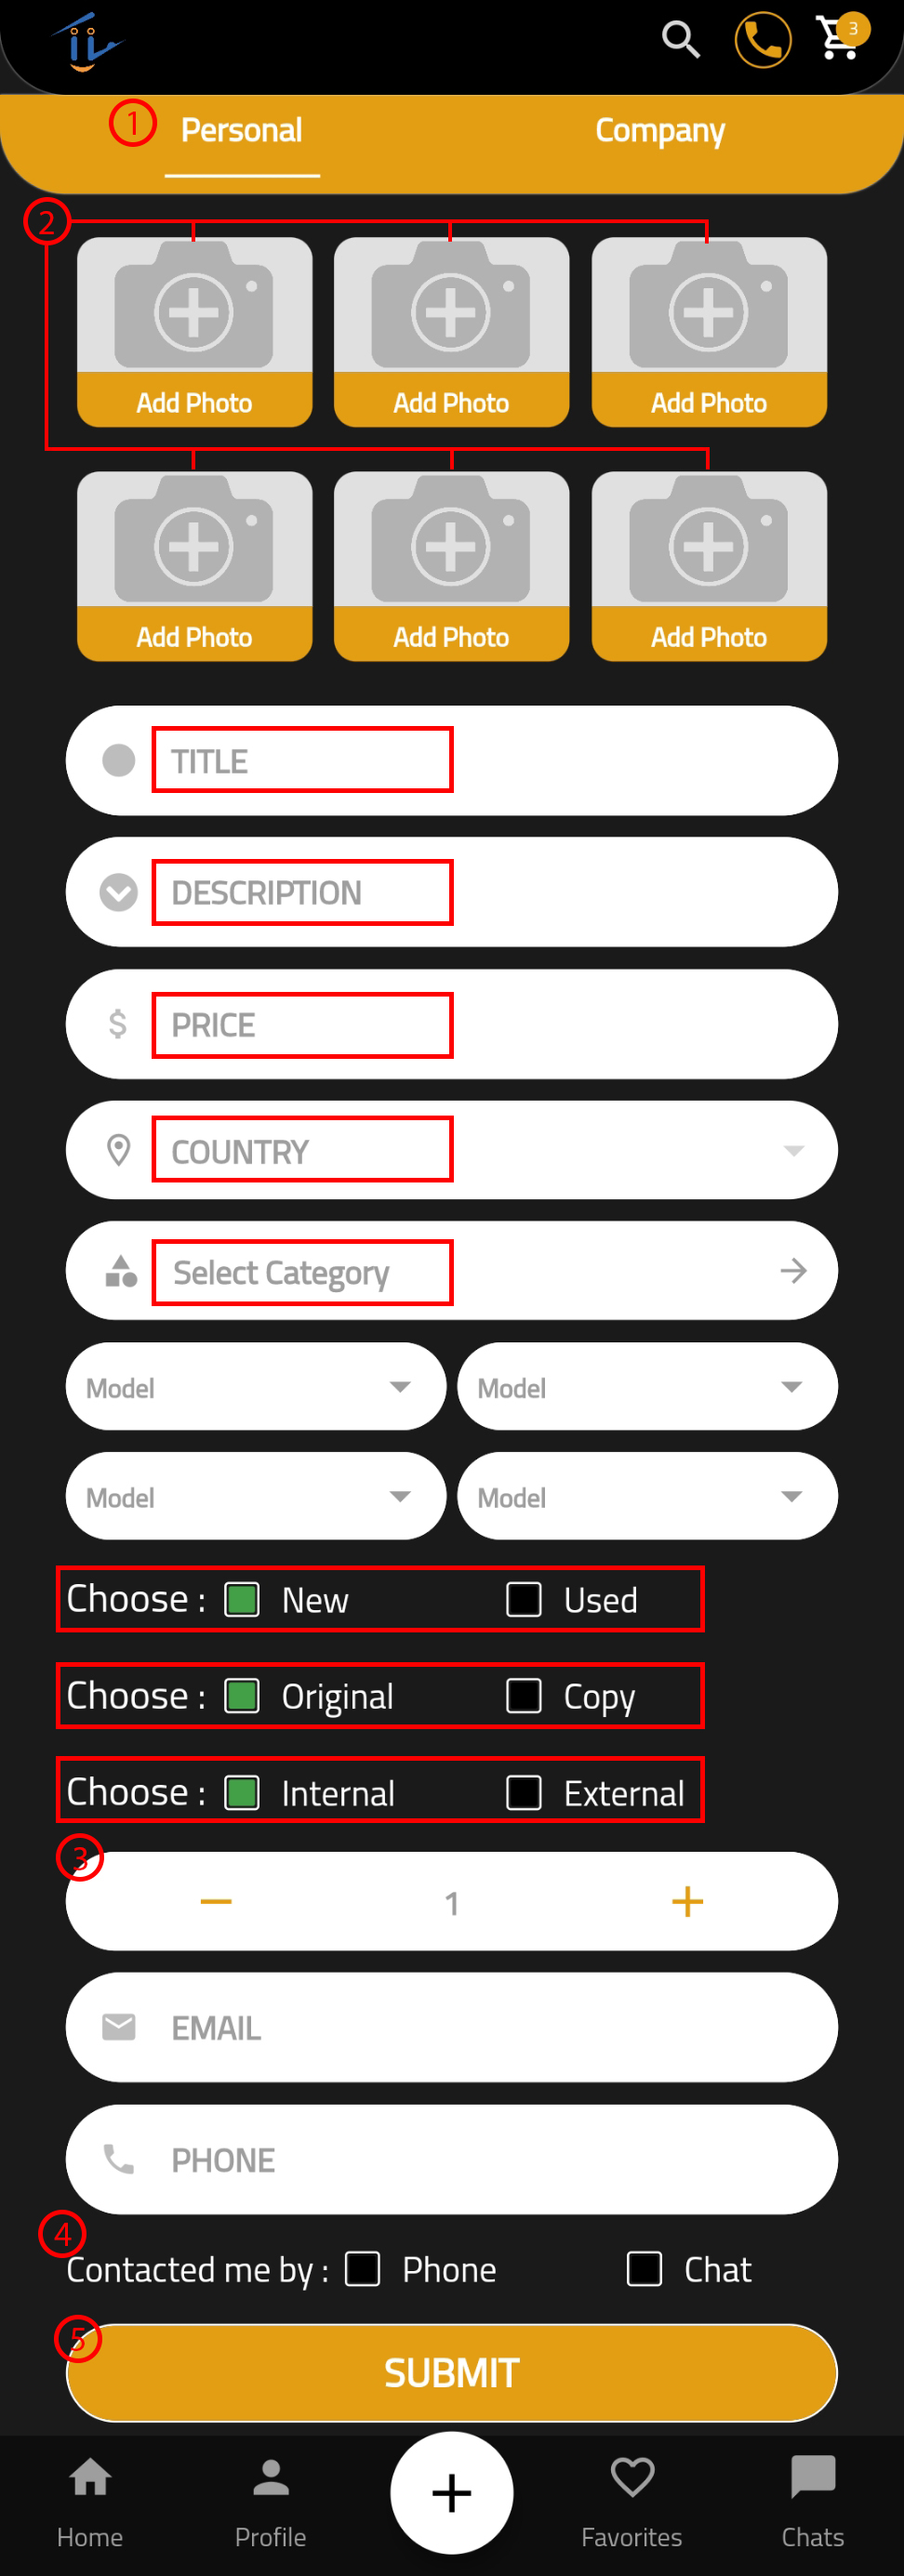 3
1 Personal Company
2
Add Photo Add Photo Add Photo
Add Photo Add Photo Add Photo
TITLE
DESCRIPTION
$ PRICE
COUNTRY
Select Category
Model Model
Model Model
Choose : New Used
Choose : Original Copy
Choose : Internal External
3
− 1 +
EMAIL
PHONE
4
Contacted me by : Phone Chat
5
SUBMIT
Home Profile + Favorites Chats